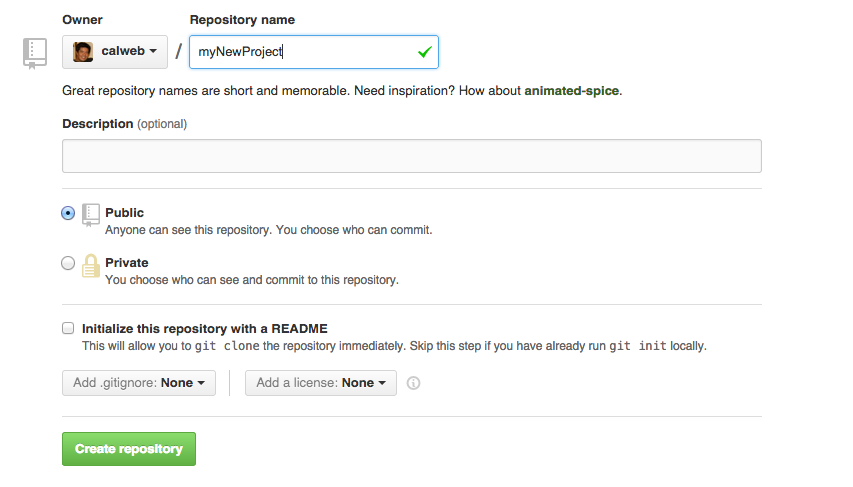 Owner Repository name
calweb / myNewProject
Great repository names are short and memorable. Need inspiration? How about animated-spice.
Description (optional)
Public
Anyone can see this repository. You choose who can commit.
Private
You choose who can see and commit to this repository.
Initialize this repository with a README
This will allow you to git clone the repository immediately. Skip this step if you have already run git init locally.
Add .gitignore: None Add a license: None
Create repository